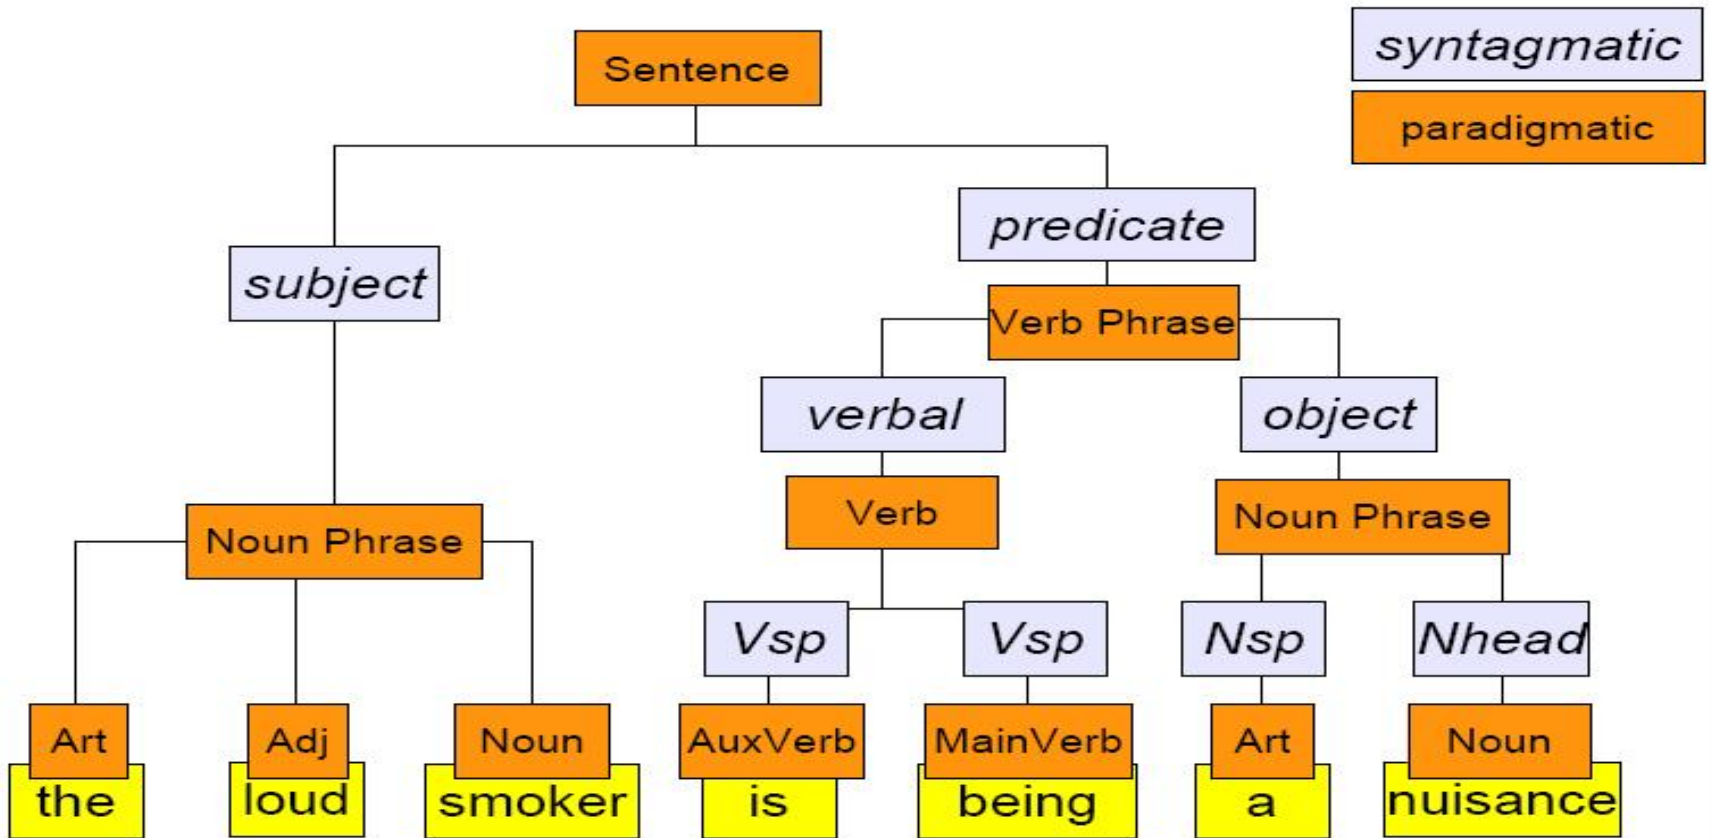 Sentence
syntagmatic
paradigmatic
subject
predicate
Verb Phrase
verbal
object
Noun Phrase
Verb
Noun Phrase
Vsp
Vsp
Nsp
Nhead
Art
Adj
Noun
AuxVerb
MainVerb
Art
Noun
the
loud
smoker
is
being
a
nuisance